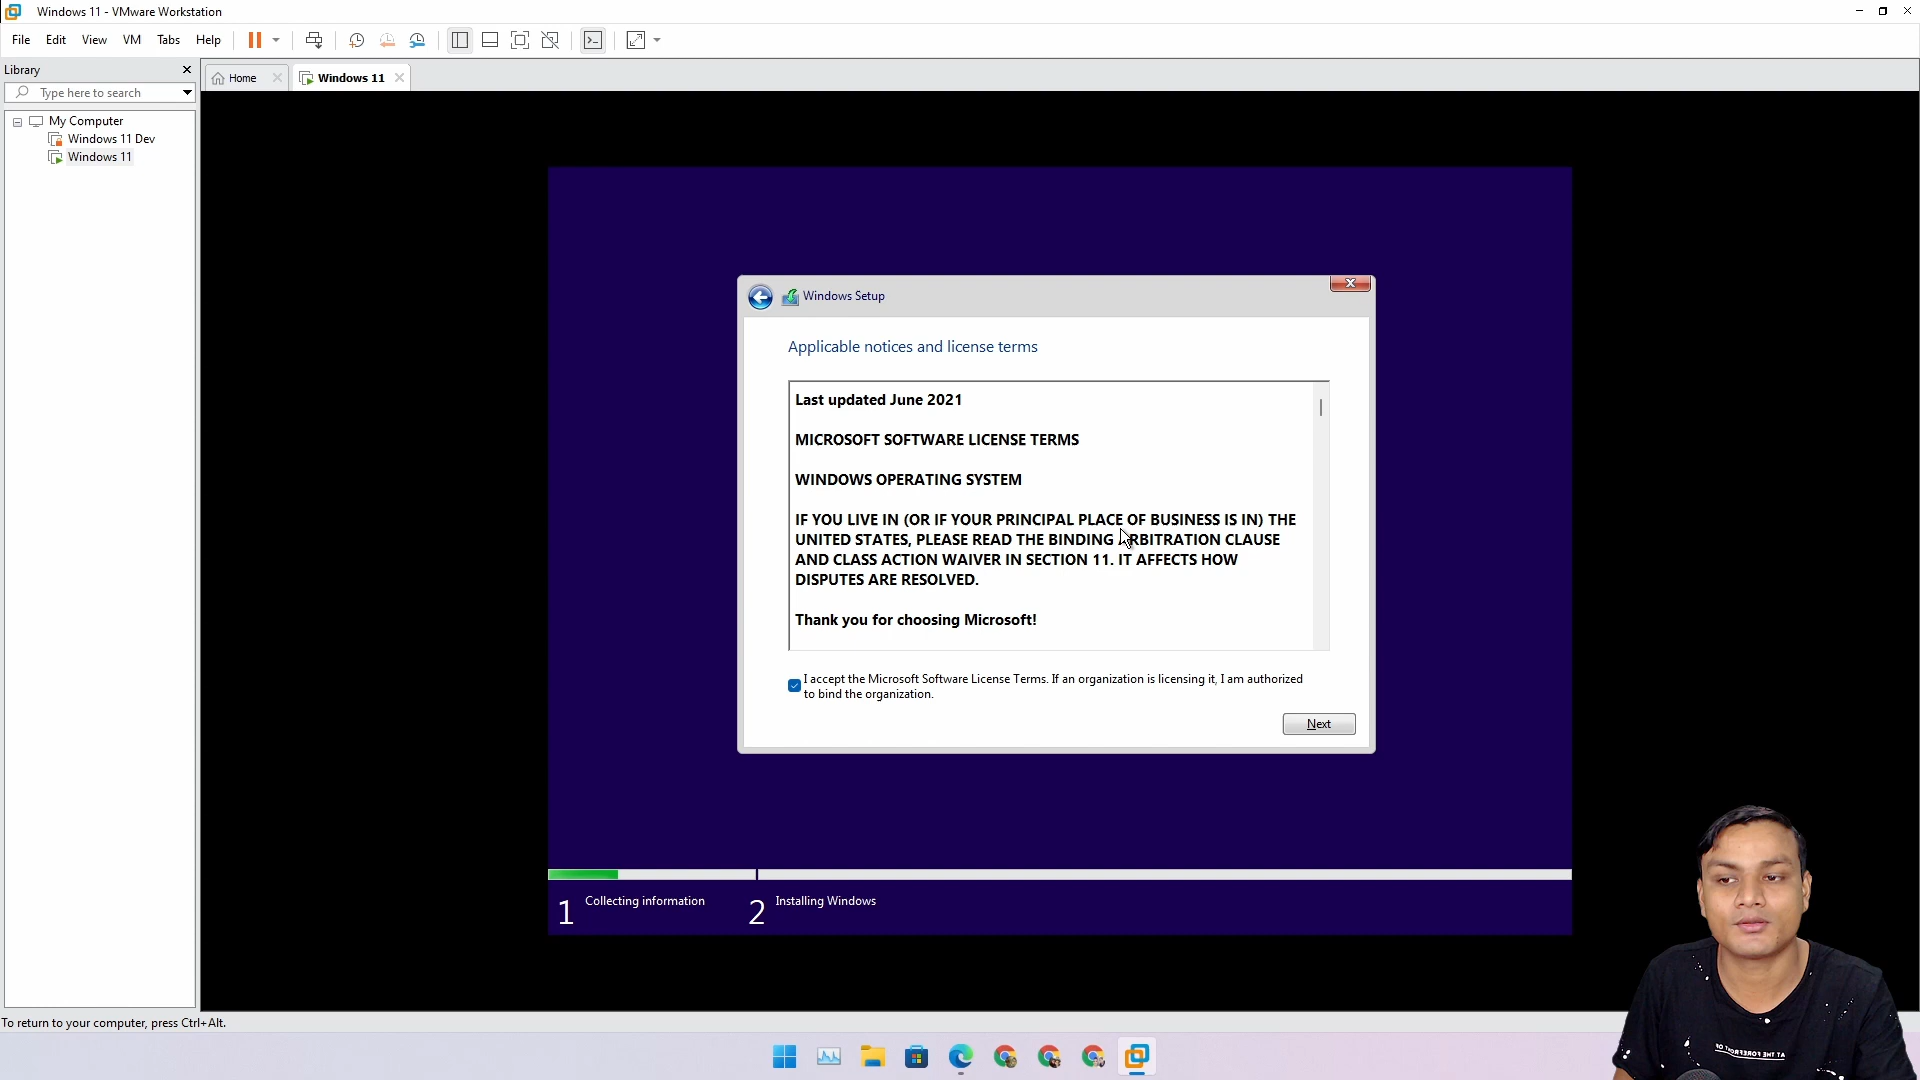 Windows 11 - VMware Workstation
File Edit View VM Tabs Help
Library
Home
Windows 11
Type here to search
My Computer
Windows 11 Dev
Windows 11
Windows Setup
Applicable notices and license terms
Last updated June 2021
MICROSOFT SOFTWARE LICENSE TERMS
WINDOWS OPERATING SYSTEM
IF YOU LIVE IN (OR IF YOUR PRINCIPAL PLACE OF BUSINESS IS IN) THE
UNITED STATES, PLEASE READ THE BINDING ARBITRATION CLAUSE
AND CLASS ACTION WAIVER IN SECTION 11. IT AFFECTS HOW
DISPUTES ARE RESOLVED.
Thank you for choosing Microsoft!
I accept the Microsoft Software License Terms. If an organization is licensing it, I am authorized
to bind the organization.
Next
1 Collecting information
2 Installing Windows
To return to your computer, press Ctrl+Alt.
AT THE FOREFRONT OF